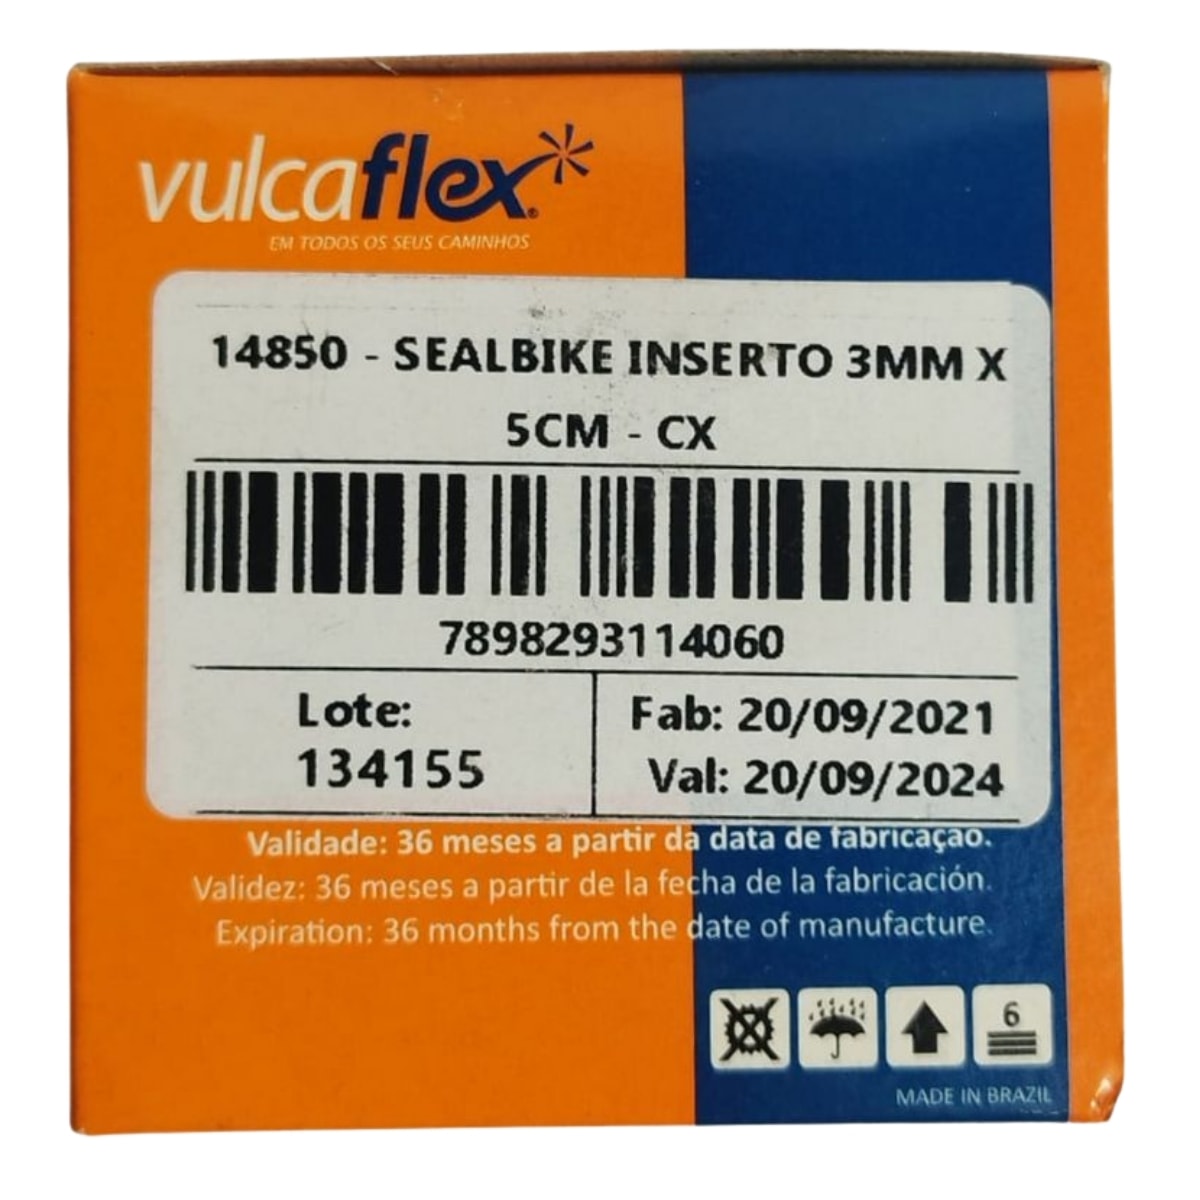 vulcaflex®
EM TODOS OS SEUS CAMINHOS
14850 - SEALBIKE INSERTO 3MM X
5CM - CX
7898293114060
Lote:
134155
Fab: 20/09/2021
Val: 20/09/2024
Validade: 36 meses a partir da data de fabricação.
Validez: 36 meses a partir de la fecha de la fabricación.
Expiration: 36 months from the date of manufacture.
6
MADE IN BRAZIL